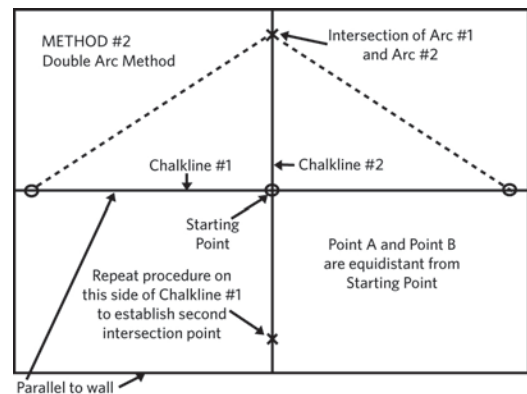 METHOD #2
Double Arc Method
Intersection of Arc #1
and Arc #2
Chalkline #1
Chalkline #2
Starting
Point
Point A and Point B
are equidistant from
Starting Point
Repeat procedure on
this side of Chalkline #1
to establish second
intersection point
Parallel to wall